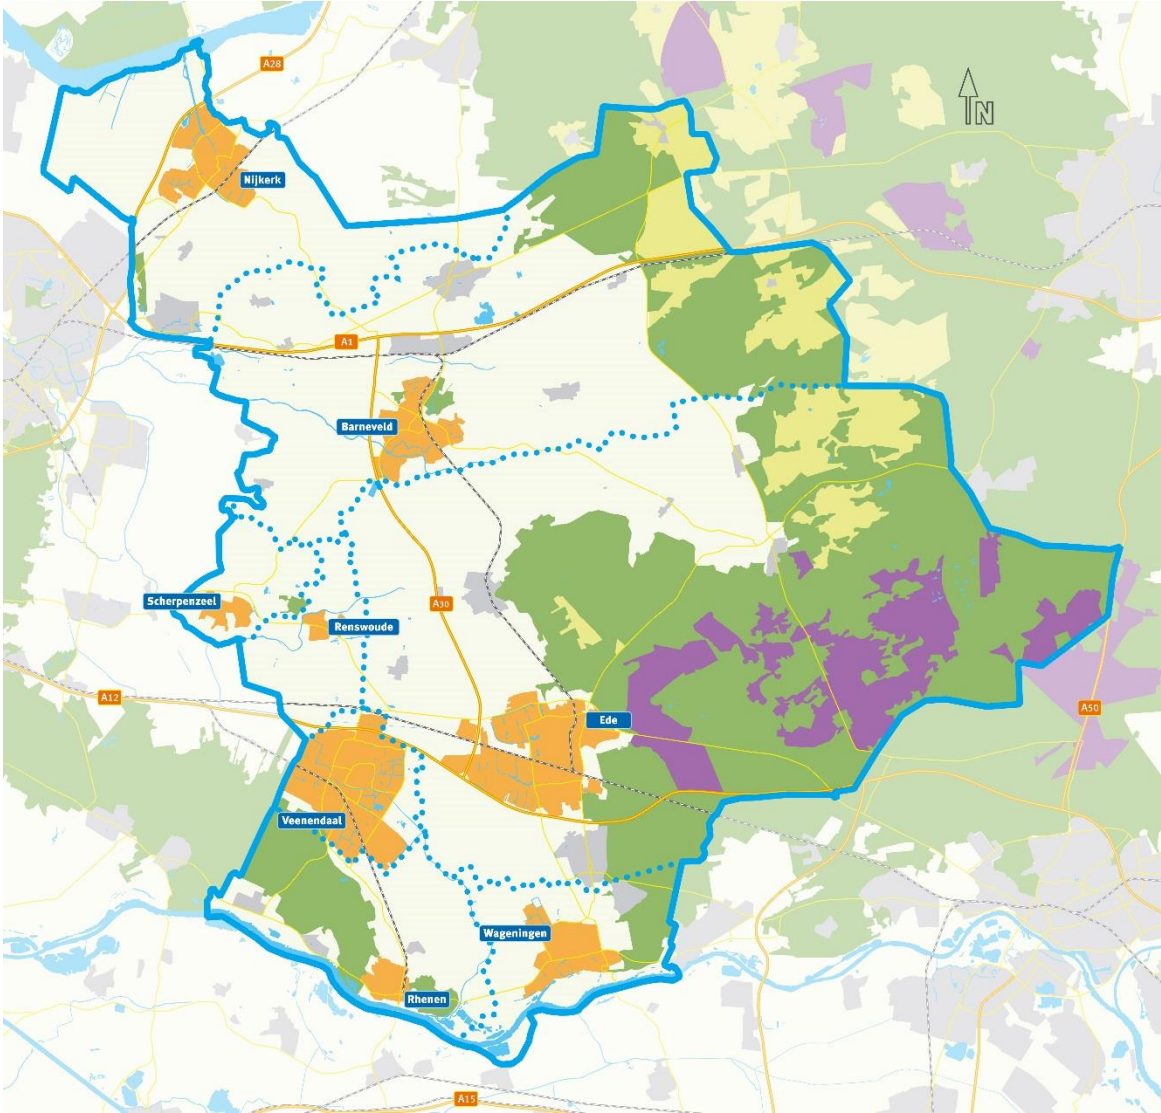 A28
N
Nijkerk
A1
Barneveld
Scherpenzeel
A30
Renswoude
A12
A50
Ede
Veenendaal
Wageningen
Rhenen
A15